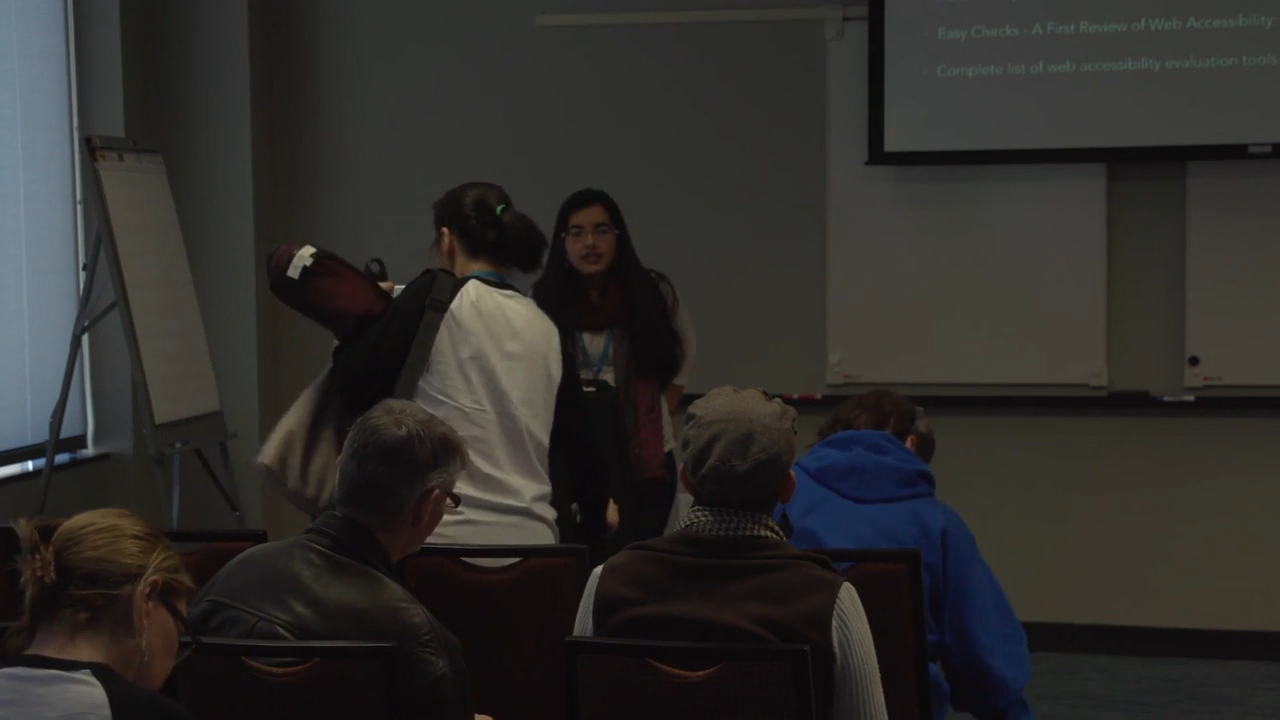 Easy Checks - A First Review of Web Accessibility:
Complete list of web accessibility evaluation tools